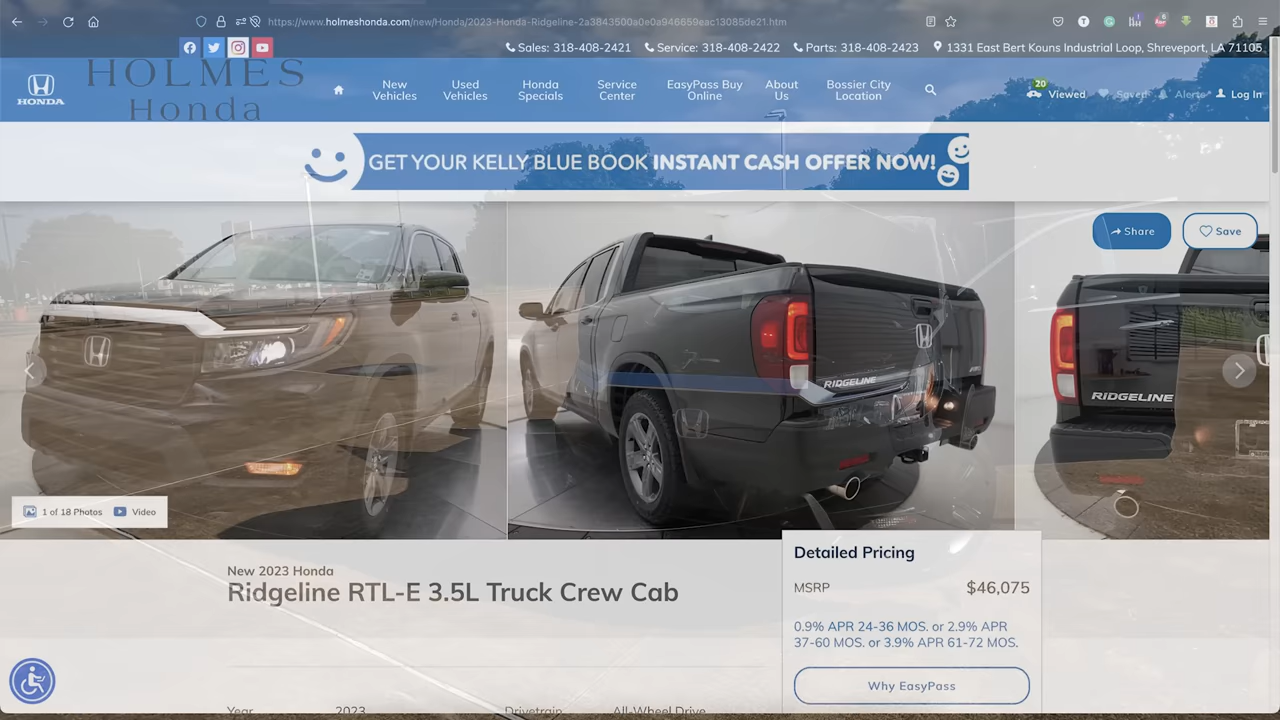 https://www.holmeshonda.com/new/Honda/2023-Honda-Ridgeline-2a3843500a0e0a946659eac13085de21.htm
Sales: 318-408-2421 Service: 318-408-2422 Parts: 318-408-2423 1331 East Bert Kouns Industrial Loop, Shreveport, LA 71105
HONDA
HOLMES
Honda
New Vehicles
Used Vehicles
Honda Specials
Service Center
EasyPass Buy Online
About Us
Bossier City Location
20
Viewed
Saved
Alerts
Log In
GET YOUR KELLY BLUE BOOK INSTANT CASH OFFER NOW!
Share
Save
RIDGELINE
RIDGELINE
1 of 18 Photos Video
New 2023 Honda
Ridgeline RTL-E 3.5L Truck Crew Cab
Detailed Pricing
MSRP $46,075
0.9% APR 24-36 MOS. or 2.9% APR
37-60 MOS. or 3.9% APR 61-72 MOS.
Why EasyPass
Year 2023 Drivetrain All-Wheel Drive